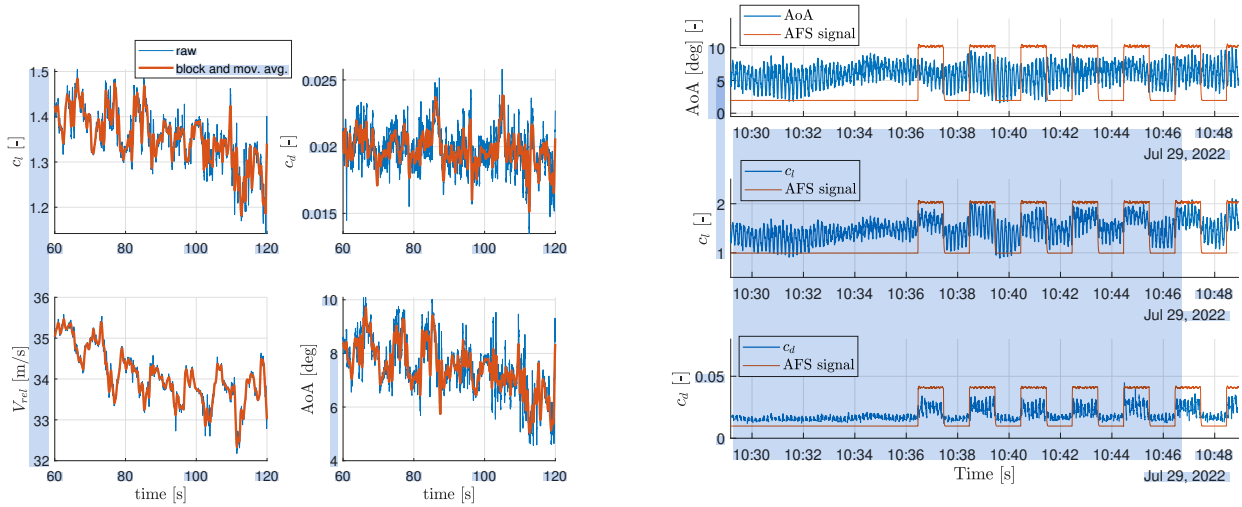 raw
block and mov. avg.
1.5
1.4
1.3
1.2
c_l [-]
60 80 100 120
0.025
0.02
0.015
c_d [-]
60 80 100 120
36
35
34
33
32
V_rel [m/s]
60 80 100 120
time [s]
10
8
6
4
AoA [deg]
60 80 100 120
time [s]
AoA
AFS signal
10
5
0
AoA [deg] [-]
10:30 10:32 10:34 10:36 10:38 10:40 10:42 10:44 10:46 10:48
Jul 29, 2022
c_l
AFS signal
2
1
c_l [-]
10:30 10:32 10:34 10:36 10:38 10:40 10:42 10:44 10:46 10:48
Jul 29, 2022
c_d
AFS signal
0.05
0
c_d [-]
10:30 10:32 10:34 10:36 10:38 10:40 10:42 10:44 10:46 10:48
Time [s]
Jul 29, 2022